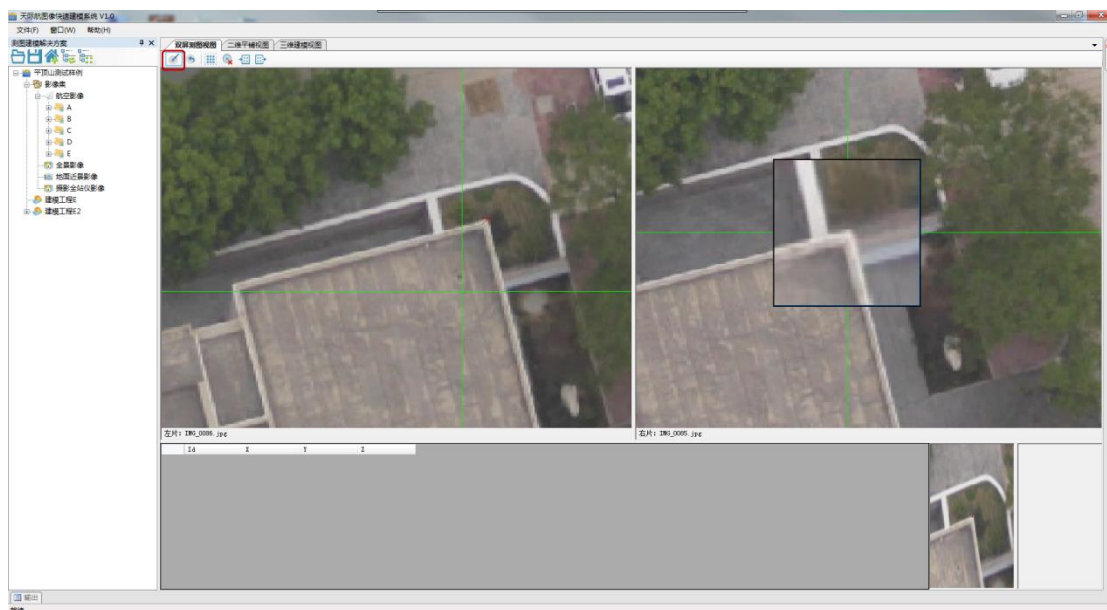 天际航图像快速建模系统 V1.0
文件(F) 窗口(W) 帮助(H)
测图建模解决方案
双屏测图视图 二维平铺视图 三维建模视图
平顶山测试样例
影像集
航空影像
A
B
C
D
E
全景影像
地面近景影像
摄影全站仪影像
建模工程E
建模工程E2
左片: IMG_0086.jpg
右片: IMG_0085.jpg
Id X Y Z
输出